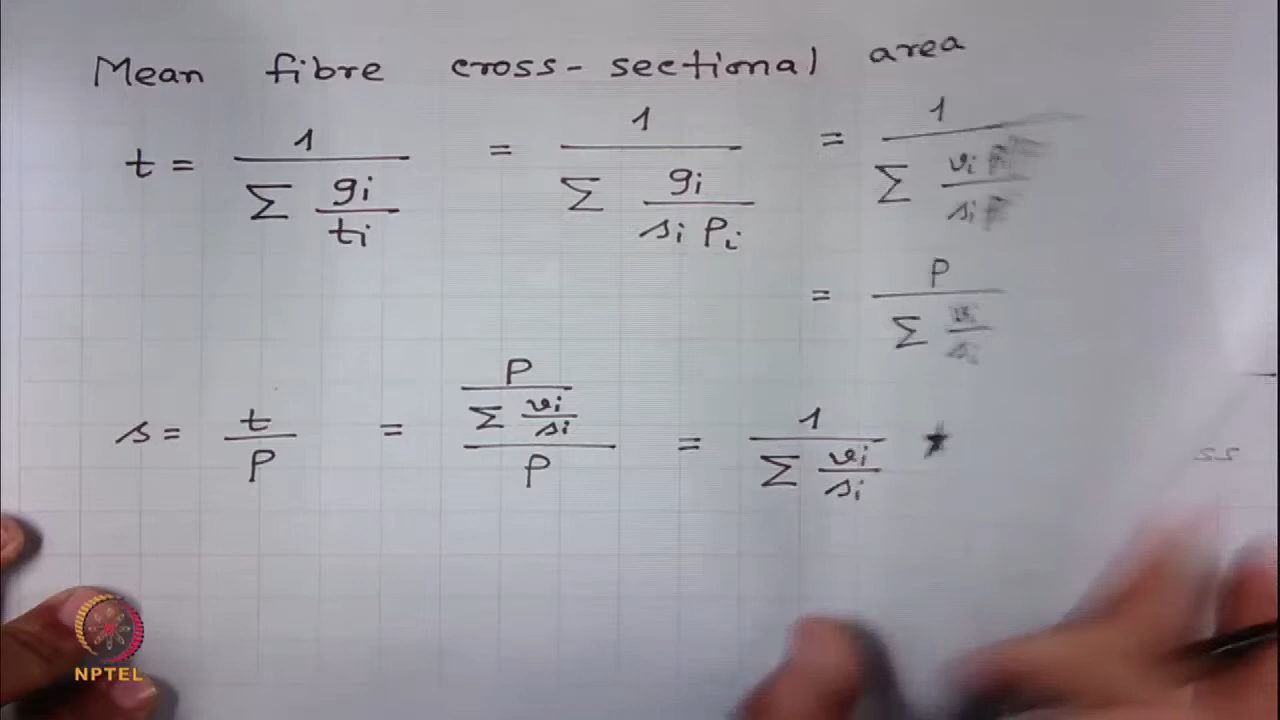 Mean fibre cross-sectional area
t = 1 / Σ gi/ti = 1 / Σ gi/si Pi = 1 / Σ vi/si
= P / Σ vi/si
s = t/P = P / Σ vi/si / P = 1 / Σ vi/si *
NPTEL